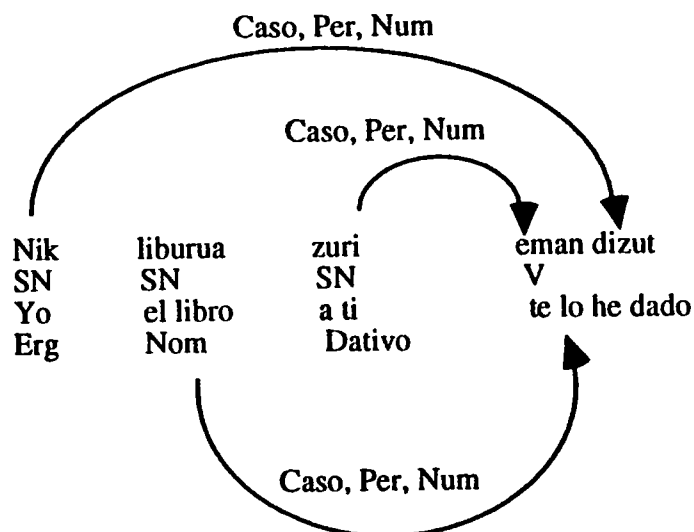 Caso, Per, Num
Caso, Per, Num
Nik liburua zuri eman dizut
SN SN SN V
Yo el libro a ti te lo he dado
Erg Nom Dativo
Caso, Per, Num